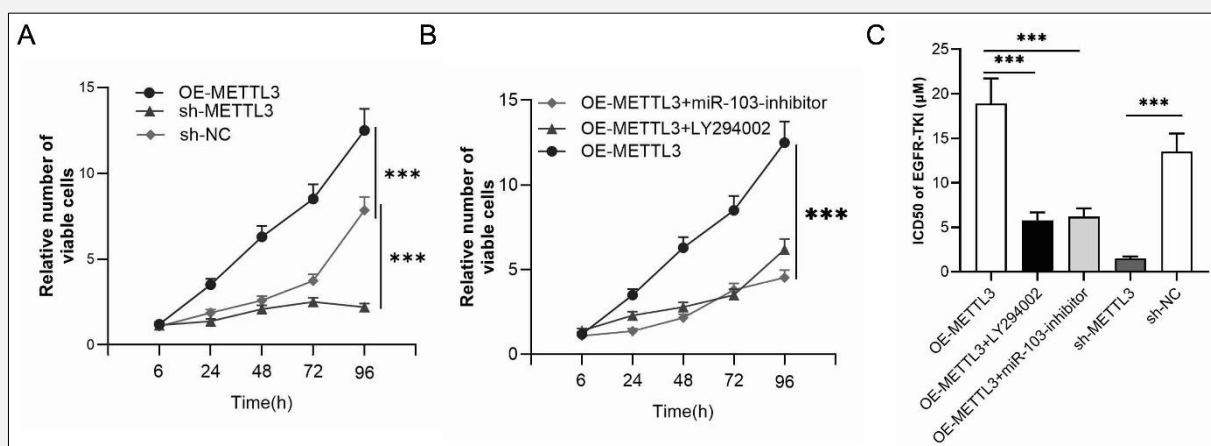 A
Relative number of
viable cells
15
10
5
0
OE-METTL3
sh-METTL3
sh-NC
***
***
6 24 48 72 96
Time(h)
B
Relative number of
viable cells
15
10
5
0
OE-METTL3+miR-103-inhibitor
OE-METTL3+LY294002
OE-METTL3
***
6 24 48 72 96
Time(h)
C
ICD50 of EGFR-TKI (μM)
25
20
15
10
5
0
***
***
***
OE-METTL3
OE-METTL3+LY294002
OE-METTL3+miR-103-inhibitor
sh-METTL3
sh-NC